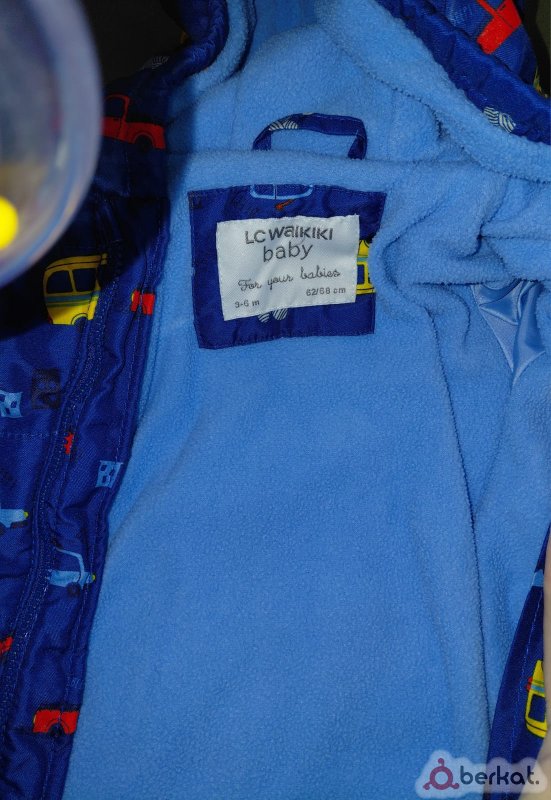 LC WAIKIKI
baby
For your babies
3-6 m 62/68 cm
berkat.